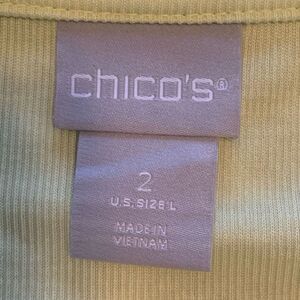 chico's®
2
U.S. SIZE L
MADE IN
VIETNAM